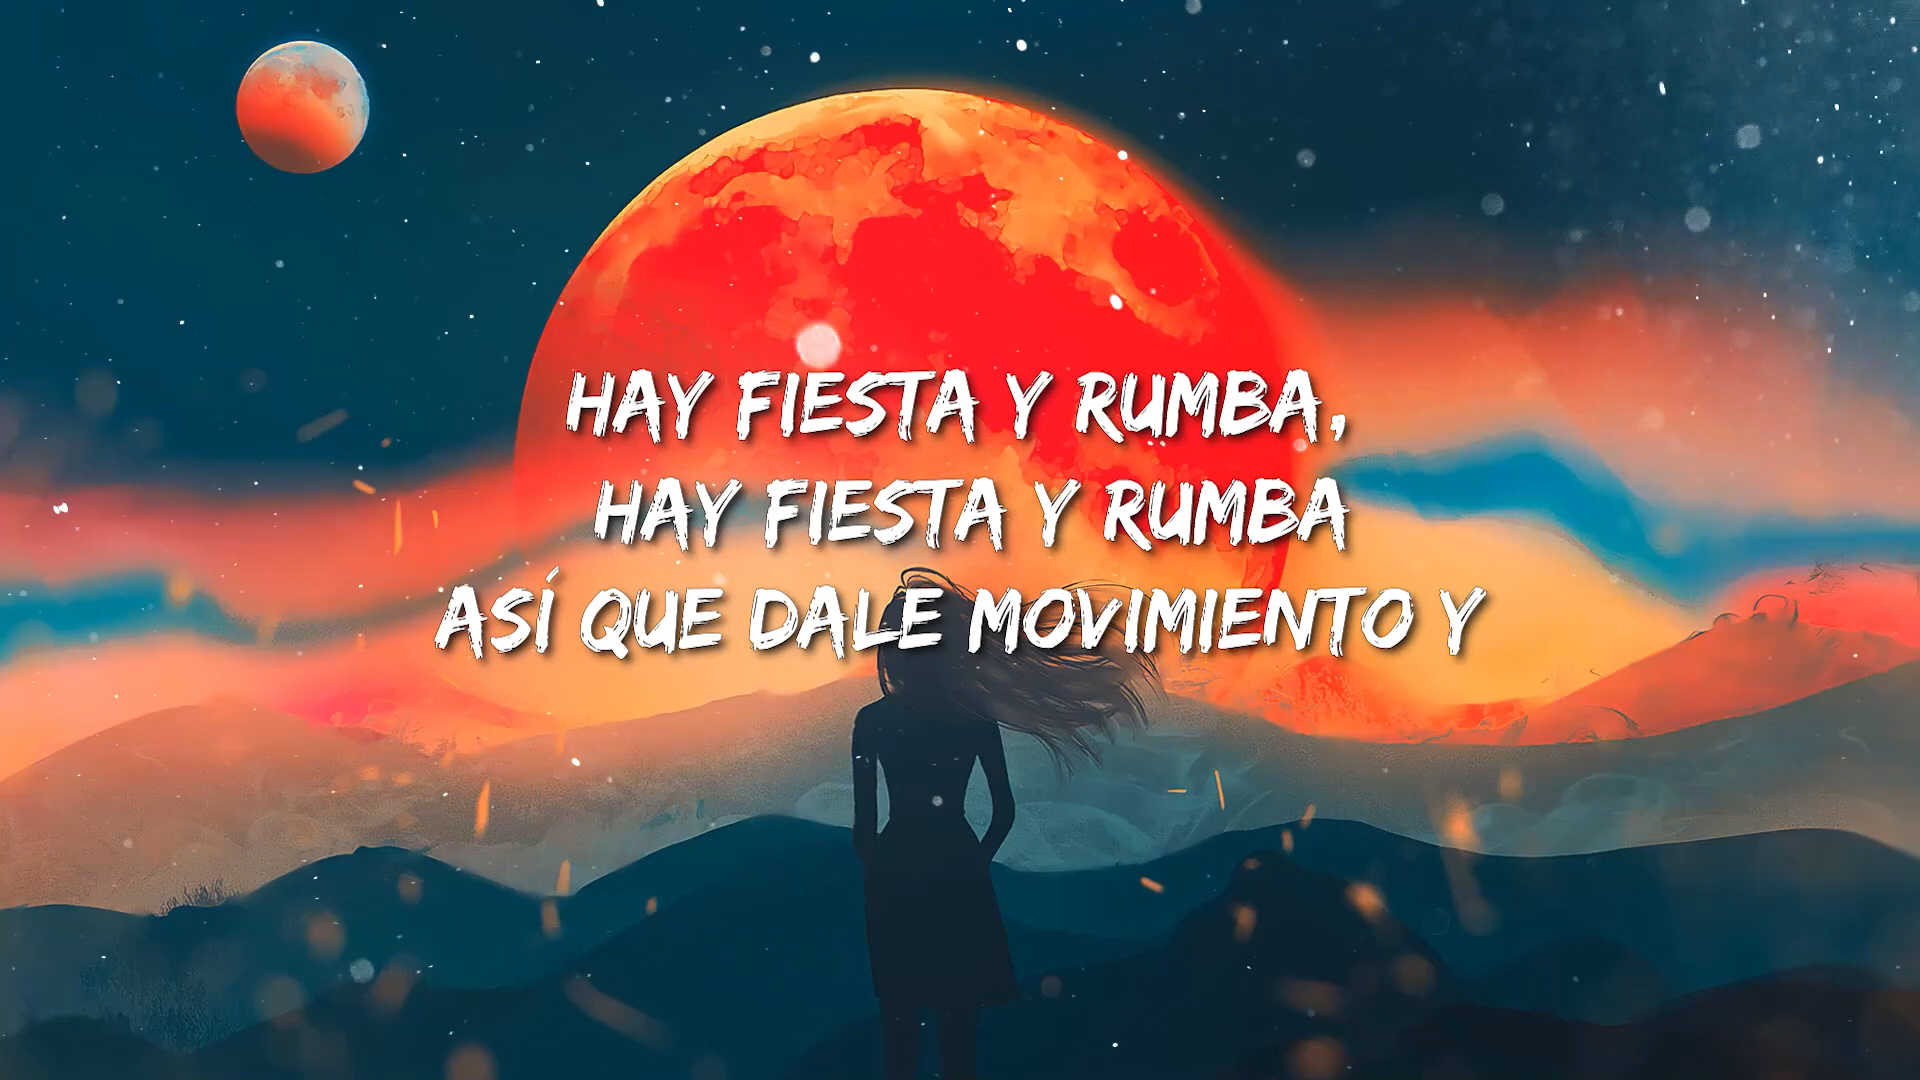 HAY FIESTA Y RUMBA,
HAY FIESTA Y RUMBA
ASÍ QUE DALE MOVIMIENTO Y